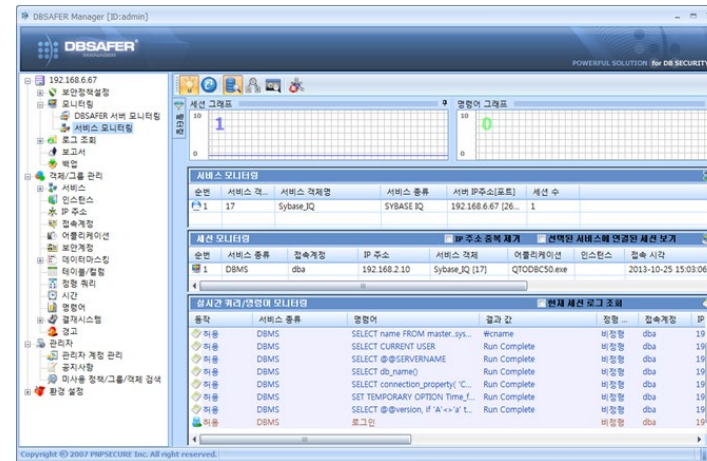 DBSAFER Manager [ID:admin]
DBSAFER
MANAGER
POWERFUL SOLUTION for DB SECURITY
192.168.6.67
보안정책설정
모니터링
DBSAFER 서버 모니터링
서비스 모니터링
로그 조회
보고서
백업
객체/그룹 관리
서비스
인스턴스
IP 주소
접속계정
어플리케이션
보안계정
데이터마스킹
테이블/컬럼
정형 쿼리
시간
명령어
결재시스템
경고
관리자
관리자 계정 관리
공지사항
미사용 정책/그룹/객체 검색
환경 설정
필터링
세션 그래프
10
1
0
명령어 그래프
10
0
0
서비스 모니터링
순번 서비스 객... 서비스 객체명 서비스 종류 서버 IP주소[포트] 세션 수
1 17 Sybase_IQ SYBASE IQ 192.168.6.67 [26... 1
세션 모니터링 IP 주소 중복 제거 선택된 서비스에 연결된 세션 보기
순번 서비스 종류 접속계정 IP 주소 서비스 객체 어플리케이션 인스턴스 접속 시각
1 DBMS dba 192.168.2.10 Sybase_IQ [17] QTODBC50.exe 2013-10-25 15:03:06
실시간 쿼리/명령어 모니터링 현재 세션 로그 조회
동작 서비스 종류 명령어 결과 값 정형 ... 접속계정 IP
허용 DBMS SELECT name FROM master..sys... ₩cname 비정형 dba 19
허용 DBMS SELECT CURRENT USER Run Complete 비정형 dba 19
허용 DBMS SELECT @@SERVERNAME Run Complete 비정형 dba 19
허용 DBMS SELECT db_name() Run Complete 비정형 dba 19
허용 DBMS SELECT connection_property( 'C... Run Complete 비정형 dba 19
허용 DBMS SET TEMPORARY OPTION Time_f... Run Complete 비정형 dba 19
허용 DBMS SELECT @@version, if 'A'<>'a' t... Run Complete 비정형 dba 19
허용 DBMS 로그인 비정형 dba 19
Copyright ⓒ 2007 PNPSECURE Inc. All right reserved.